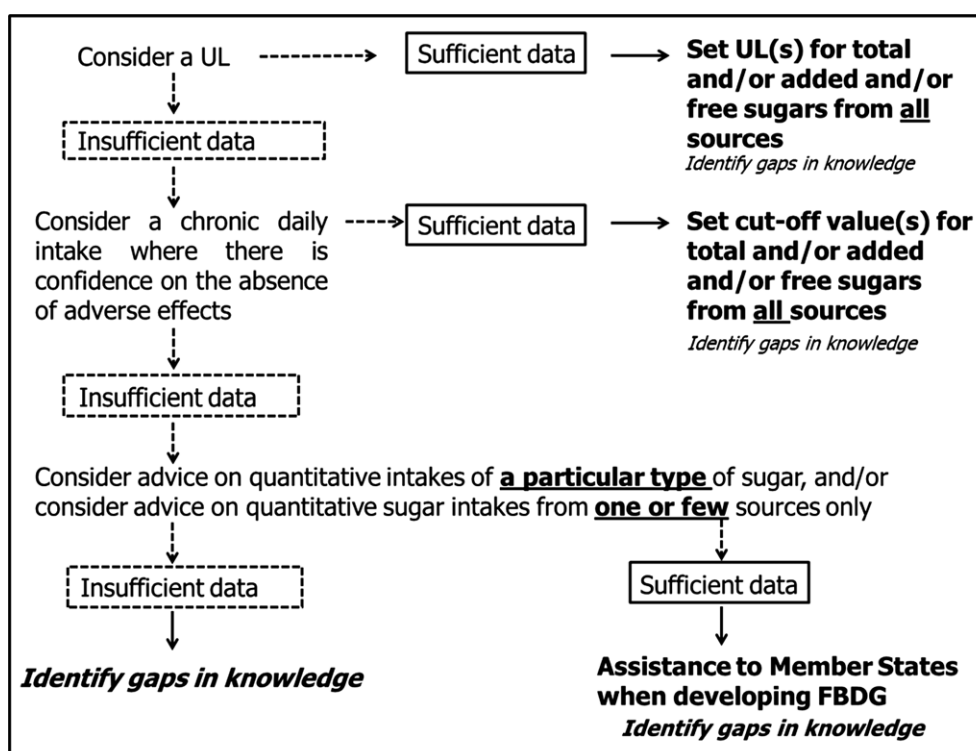 Consider a UL
Sufficient data
Set UL(s) for total
and/or added and/or
free sugars from all
sources
Identify gaps in knowledge
Insufficient data
Consider a chronic daily
intake where there is
confidence on the absence
of adverse effects
Sufficient data
Set cut-off value(s) for
total and/or added
and/or free sugars
from all sources
Identify gaps in knowledge
Insufficient data
Consider advice on quantitative intakes of a particular type of sugar, and/or
consider advice on quantitative sugar intakes from one or few sources only
Insufficient data
Identify gaps in knowledge
Sufficient data
Assistance to Member States
when developing FBDG
Identify gaps in knowledge